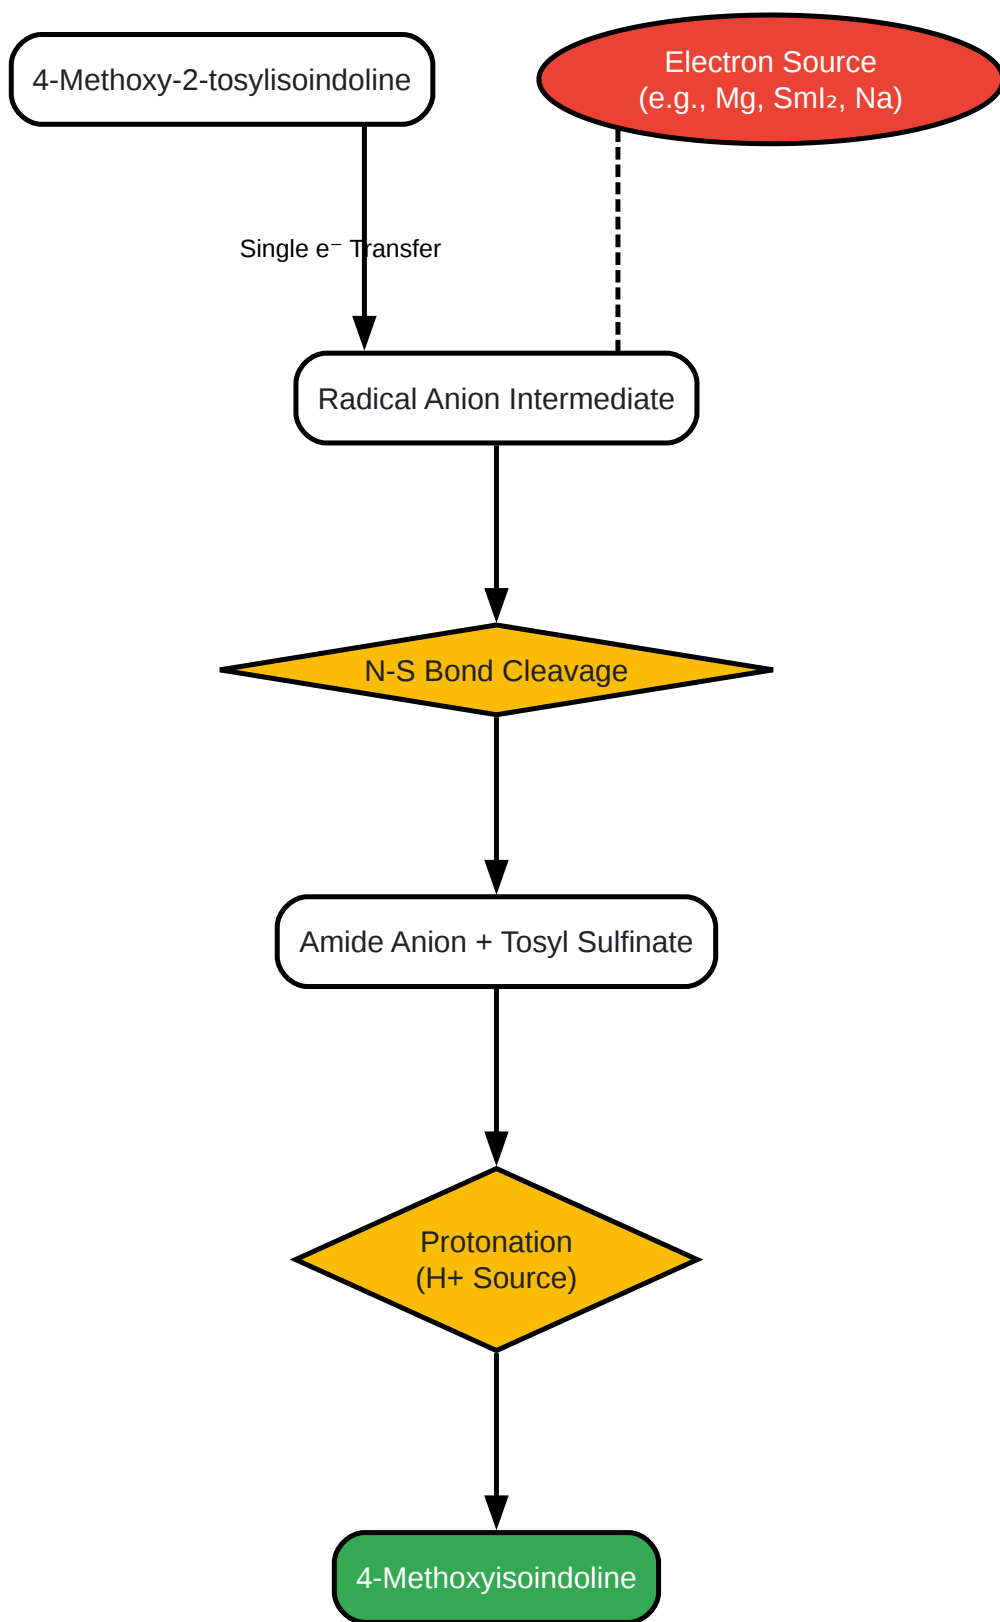 4-Methoxy-2-tosylisoindoline
Electron Source
(e.g., Mg, SmI₂, Na)
Single e⁻ Transfer
Radical Anion Intermediate
N-S Bond Cleavage
Amide Anion + Tosyl Sulfinate
Protonation
(H+ Source)
4-Methoxyisoindoline